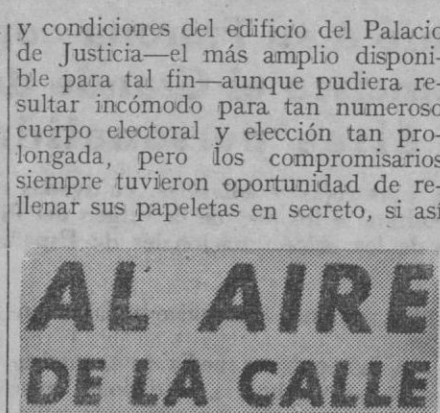 y condiciones del edificio del Palacio
de Justicia—el más amplio disponi-
ble para tal fin—aunque pudiera re-
sultar incómodo para tan numeroso
cuerpo electoral y elección tan pro-
longada, pero los compromisarios
siempre tuvieron oportunidad de re-
llenar sus papeletas en secreto, si así
AL AIRE
DE LA CALLE